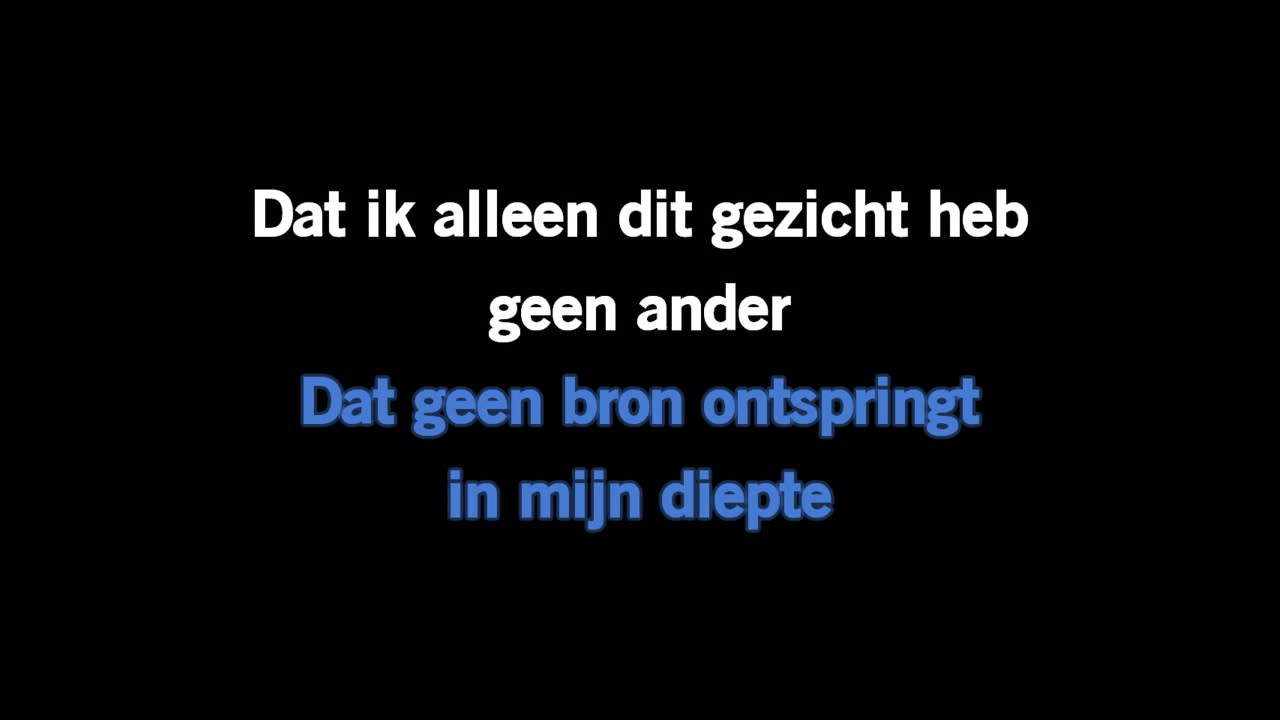 Dat ik alleen dit gezicht heb
geen ander
Dat geen bron ontspringt
in mijn diepte